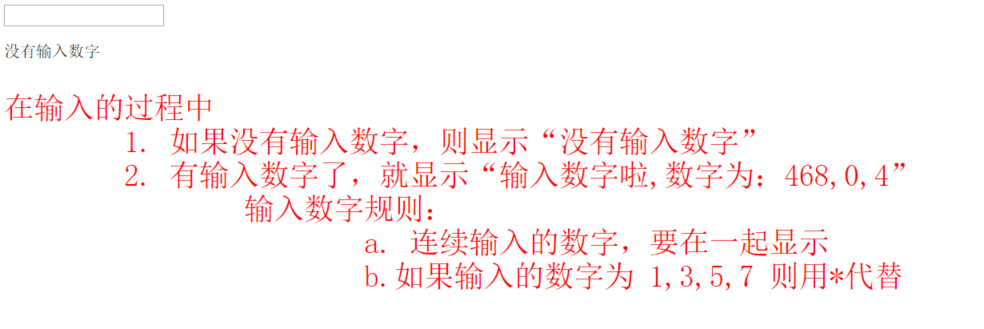 没有输入数字
在输入的过程中
1. 如果没有输入数字，则显示“没有输入数字”
2. 有输入数字了，就显示“输入数字啦,数字为：468,0,4”
输入数字规则：
a. 连续输入的数字，要在一起显示
b.如果输入的数字为 1,3,5,7 则用*代替